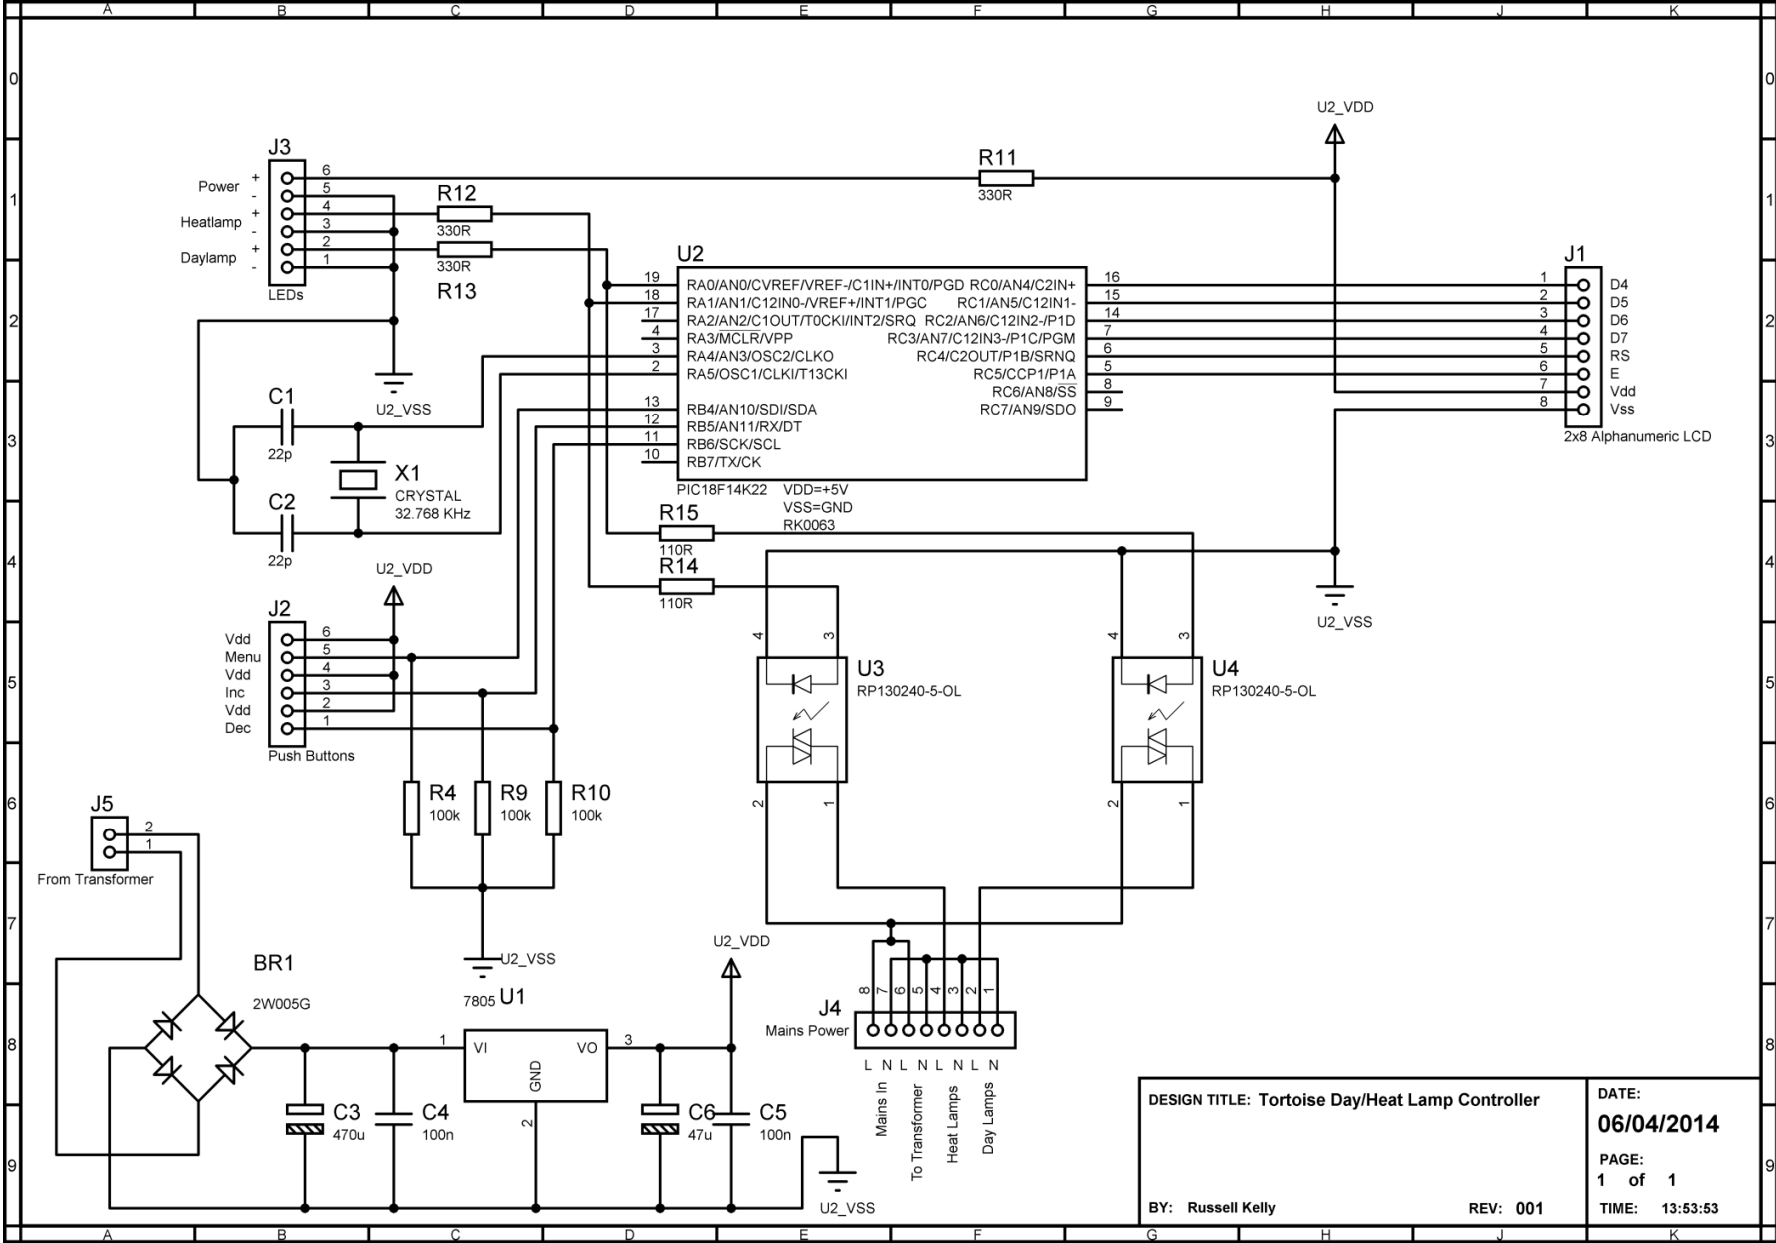 A B C D E F G H J K
0 0
U2_VDD
J3
R11
6
Power + 5 330R
- 4 R12
Heatlamp + 3 330R
- 2
Daylamp + 1 330R
-
LEDs
R13
1 1
U2
19 RA0/AN0/CVREF/VREF-/C1IN+/INT0/PGD RC0/AN4/C2IN+ 16
18 RA1/AN1/C12IN0-/VREF+/INT1/PGC RC1/AN5/C12IN1- 15
17 RA2/AN2/C1OUT/T0CKI/INT2/SRQ RC2/AN6/C12IN2-/P1D 14
4 RA3/MCLR/VPP RC3/AN7/C12IN3-/P1C/PGM 7
3 RA4/AN3/OSC2/CLKO RC4/C2OUT/P1B/SRNQ 6
2 RA5/OSC1/CLKI/T13CKI RC5/CCP1/P1A 5
RC6/AN8/SS 8
13 RB4/AN10/SDI/SDA RC7/AN9/SDO 9
12 RB5/AN11/RX/DT
11 RB6/SCK/SCL
10 RB7/TX/CK
PIC18F14K22 VDD=+5V
VSS=GND
RK0063
J1
1 D4
2 D5
3 D6
4 D7
5 RS
6 E
7 Vdd
8 Vss
2x8 Alphanumeric LCD
2 2
U2_VSS
C1
22p
X1
CRYSTAL
32.768 KHz
C2
22p
3 3
R15
110R
R14
110R
4 4
U2_VDD
U2_VSS
J2
Vdd 6
Menu 5
Vdd 4
Inc 3
Vdd 2
Dec 1
Push Buttons
4 3
U3
RP130240-5-OL
2 1
4 3
U4
RP130240-5-OL
2 1
5 5
R4
100k
R9
100k
R10
100k
6 6
J5
2
1
From Transformer
7 7
U2_VSS
BR1
2W005G
7805 U1
1 VI VO 3
GND
2
U2_VDD
J4
Mains Power
8 7 6 5 4 3 2 1
L N L N L N L N
Mains In
To Transformer
Heat Lamps
Day Lamps
8 8
C3
470u
C4
100n
C6
47u
C5
100n
U2_VSS
9 9
DESIGN TITLE: Tortoise Day/Heat Lamp Controller
BY: Russell Kelly REV: 001
DATE:
06/04/2014
PAGE:
1 of 1
TIME: 13:53:53
A B C D E F G H J K